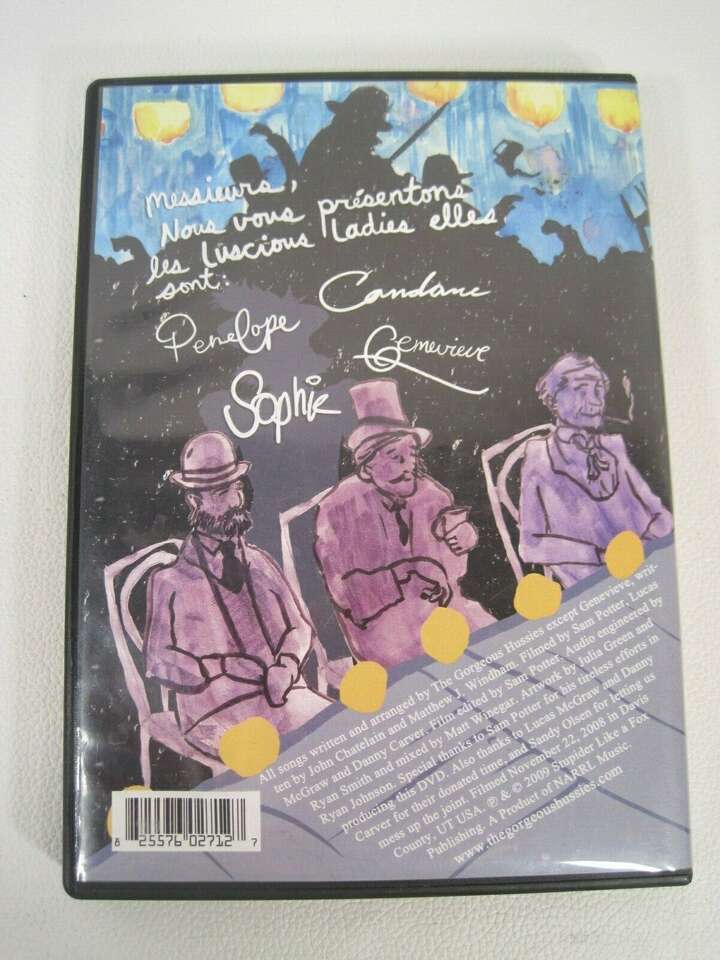 messieurs,
Nous vous présentons
les Luscious Ladies elles
sont:
Candanc
Penelope
Genevieve
Sophie
All songs written and arranged by The Gorgeous Hussies except Genevieve, writ-
ten by John Chatelain and Matthew J. Windham. Filmed by Sam Potter, Lucas
McGraw and Danny Carver. Film edited by Sam Potter. Audio engineered by
Ryan Smith and mixed by Matt Winegar. Artwork by Julia Green and
Ryan Johnson. Special thanks to Sam Potter for his tireless efforts in
producing this DVD. Also thanks to Lucas McGraw and Danny
Carver for their donated time, and Sandy Olsen for letting us
mess up the joint. Filmed November 22, 2008 in Davis
County, UT USA. ℗ & © 2009 Stupider Like a Fox
Publishing. A Product of NARRL Music.
www.thegorgeoushussies.com
8 25576 02712 7